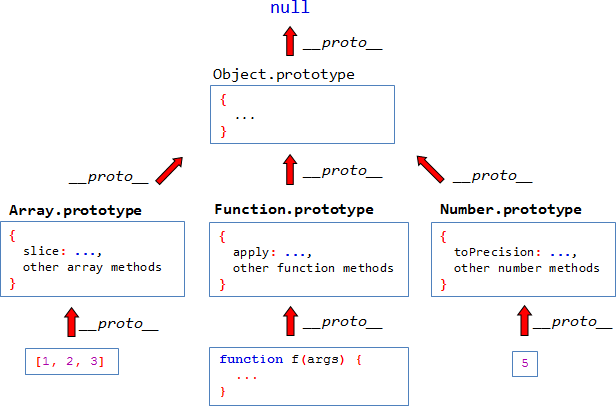 null
__proto__
Object.prototype
{
...
}
__proto__
__proto__
__proto__
Array.prototype
{
slice: ...,
other array methods
}
__proto__
[1, 2, 3]
Function.prototype
{
apply: ...,
other function methods
}
__proto__
function f(args) {
...
}
Number.prototype
{
toPrecision: ...,
other number methods
}
__proto__
5